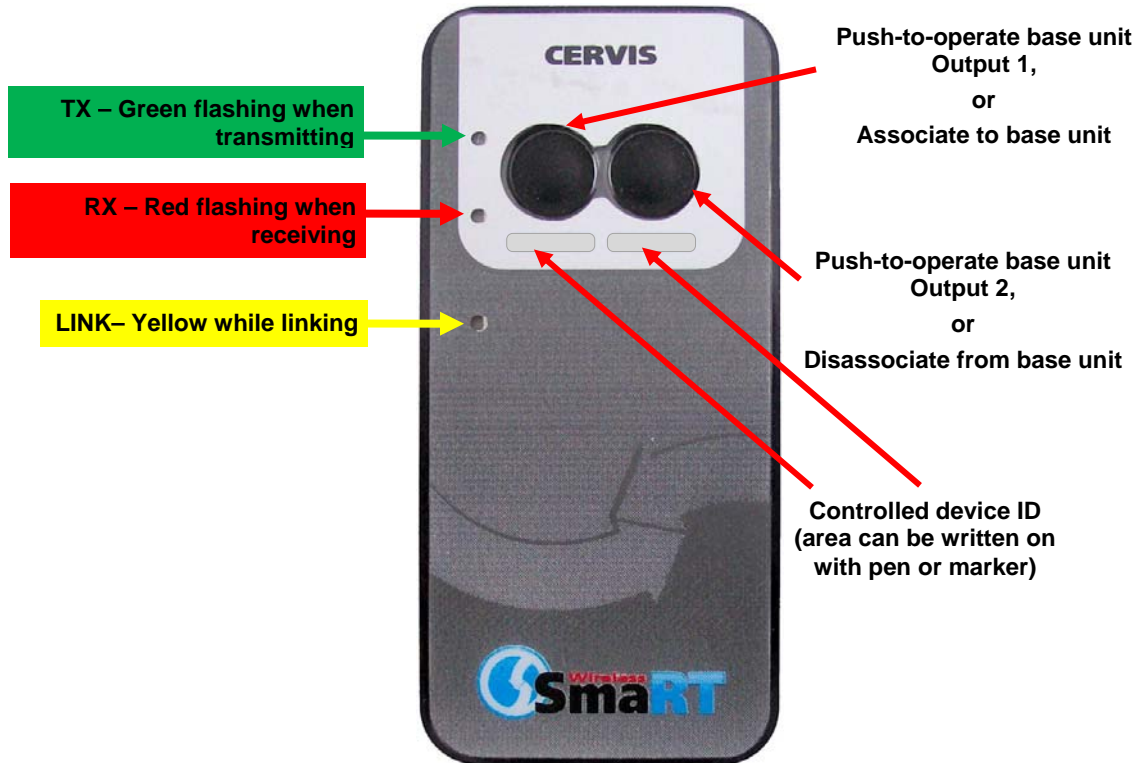 CERVIS
TX – Green flashing when
transmitting
RX – Red flashing when
receiving
LINK– Yellow while linking
Push-to-operate base unit
Output 1,
or
Associate to base unit
Push-to-operate base unit
Output 2,
or
Disassociate from base unit
Controlled device ID
(area can be written on
with pen or marker)
Wireless
SmaRT